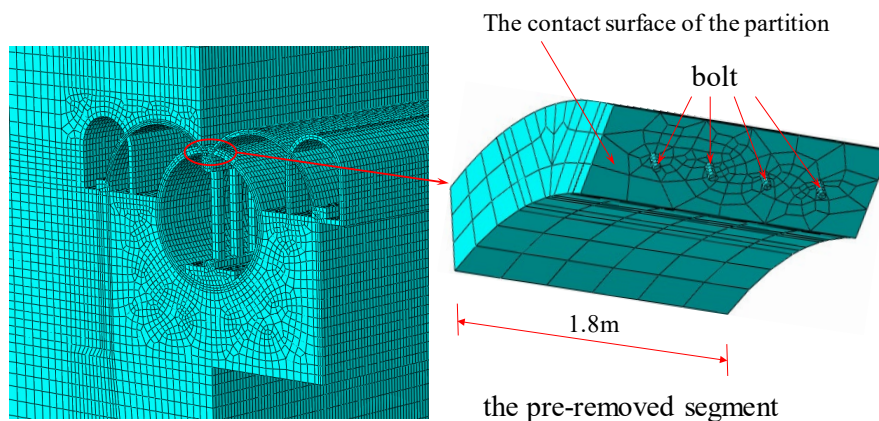 The contact surface of the partition
bolt
1.8m
the pre-removed segment